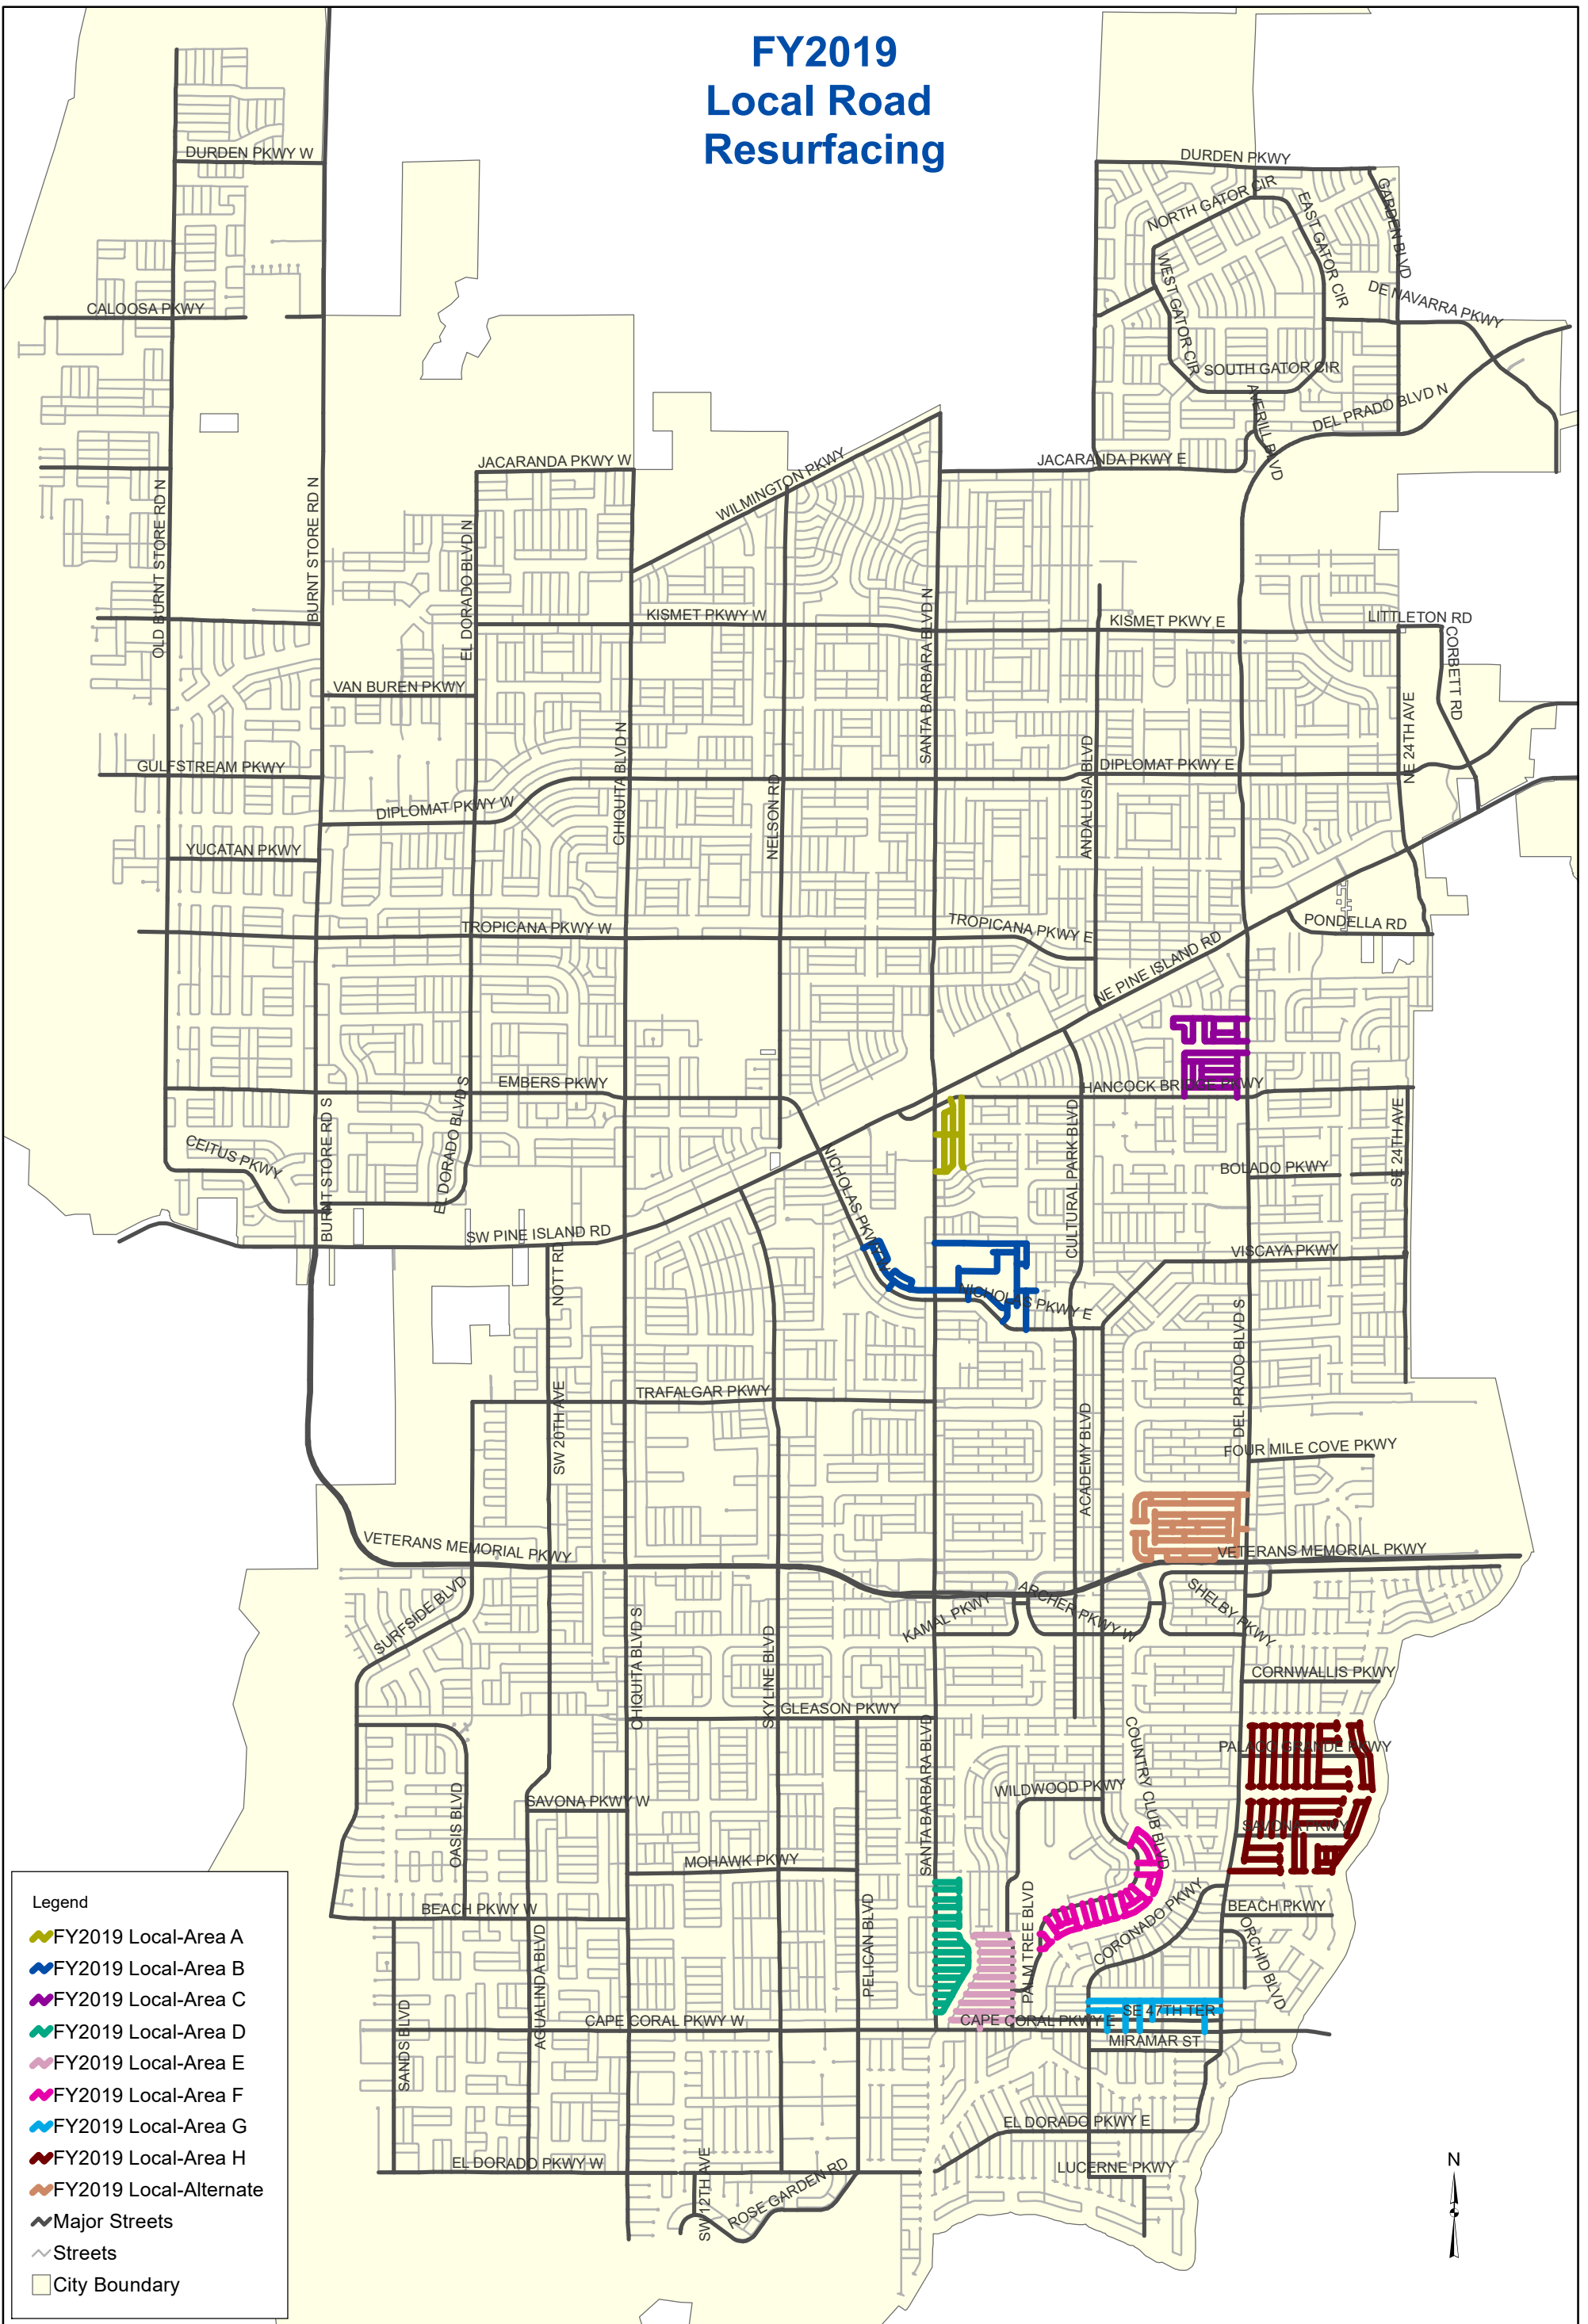 FY2019
Local Road
Resurfacing
DURDEN PKWY W
DURDEN PKWY
NORTH GATOR CIR
EAST GATOR CIR
GARDEN BLVD
WEST GATOR CIR
DE NAVARRA PKWY
CALOOSA PKWY
SOUTH GATOR CIR
AVERILL BLVD
DEL PRADO BLVD N
JACARANDA PKWY W
WILMINGTON PKWY
JACARANDA PKWY E
OLD BURNT STORE RD N
BURNT STORE RD N
EL DORADO BLVD N
KISMET PKWY W
SANTA BARBARA BLVD N
KISMET PKWY E
LITTLETON RD
CORBETT RD
VAN BUREN PKWY
NE 24TH AVE
GULFSTREAM PKWY
CHIQUITA BLVD N
NELSON RD
ANDALUSIA BLVD
DIPLOMAT PKWY E
DIPLOMAT PKWY W
YUCATAN PKWY
TROPICANA PKWY W
TROPICANA PKWY E
PONDELLA RD
NE PINE ISLAND RD
EMBERS PKWY
HANCOCK BRIDGE PKWY
CEITUS PKWY
BURNT STORE RD S
EL DORADO BLVD S
NICHOLAS PKWY W
CULTURAL PARK BLVD
BOLADO PKWY
SE 24TH AVE
SW PINE ISLAND RD
VISCAYA PKWY
NOTT RD
NICHOLAS PKWY E
DEL PRADO BLVD S
TRAFALGAR PKWY
SW 20TH AVE
ACADEMY BLVD
FOUR MILE COVE PKWY
VETERANS MEMORIAL PKWY
VETERANS MEMORIAL PKWY
SURFSIDE BLVD
KAMAL PKWY
ARCHER PKWY W
SHELBY PKWY
CHIQUITA BLVD S
SKYLINE BLVD
CORNWALLIS PKWY
GLEASON PKWY
SANTA BARBARA BLVD
COUNTRY CLUB BLVD
PALACO GRANDE PKWY
OASIS BLVD
SAVONA PKWY W
WILDWOOD PKWY
SAVONA PKWY
MOHAWK PKWY
BEACH PKWY W
PELICAN BLVD
PALM TREE BLVD
CORONADO PKWY
BEACH PKWY
ORCHID BLVD
SANDS BLVD
AGUALINDA BLVD
CAPE CORAL PKWY W
CAPE CORAL PKWY E
SE 47TH TER
MIRAMAR ST
EL DORADO PKWY E
EL DORADO PKWY W
SW 12TH AVE
ROSE GARDEN RD
LUCERNE PKWY
N
Legend
FY2019 Local-Area A
FY2019 Local-Area B
FY2019 Local-Area C
FY2019 Local-Area D
FY2019 Local-Area E
FY2019 Local-Area F
FY2019 Local-Area G
FY2019 Local-Area H
FY2019 Local-Alternate
Major Streets
Streets
City Boundary